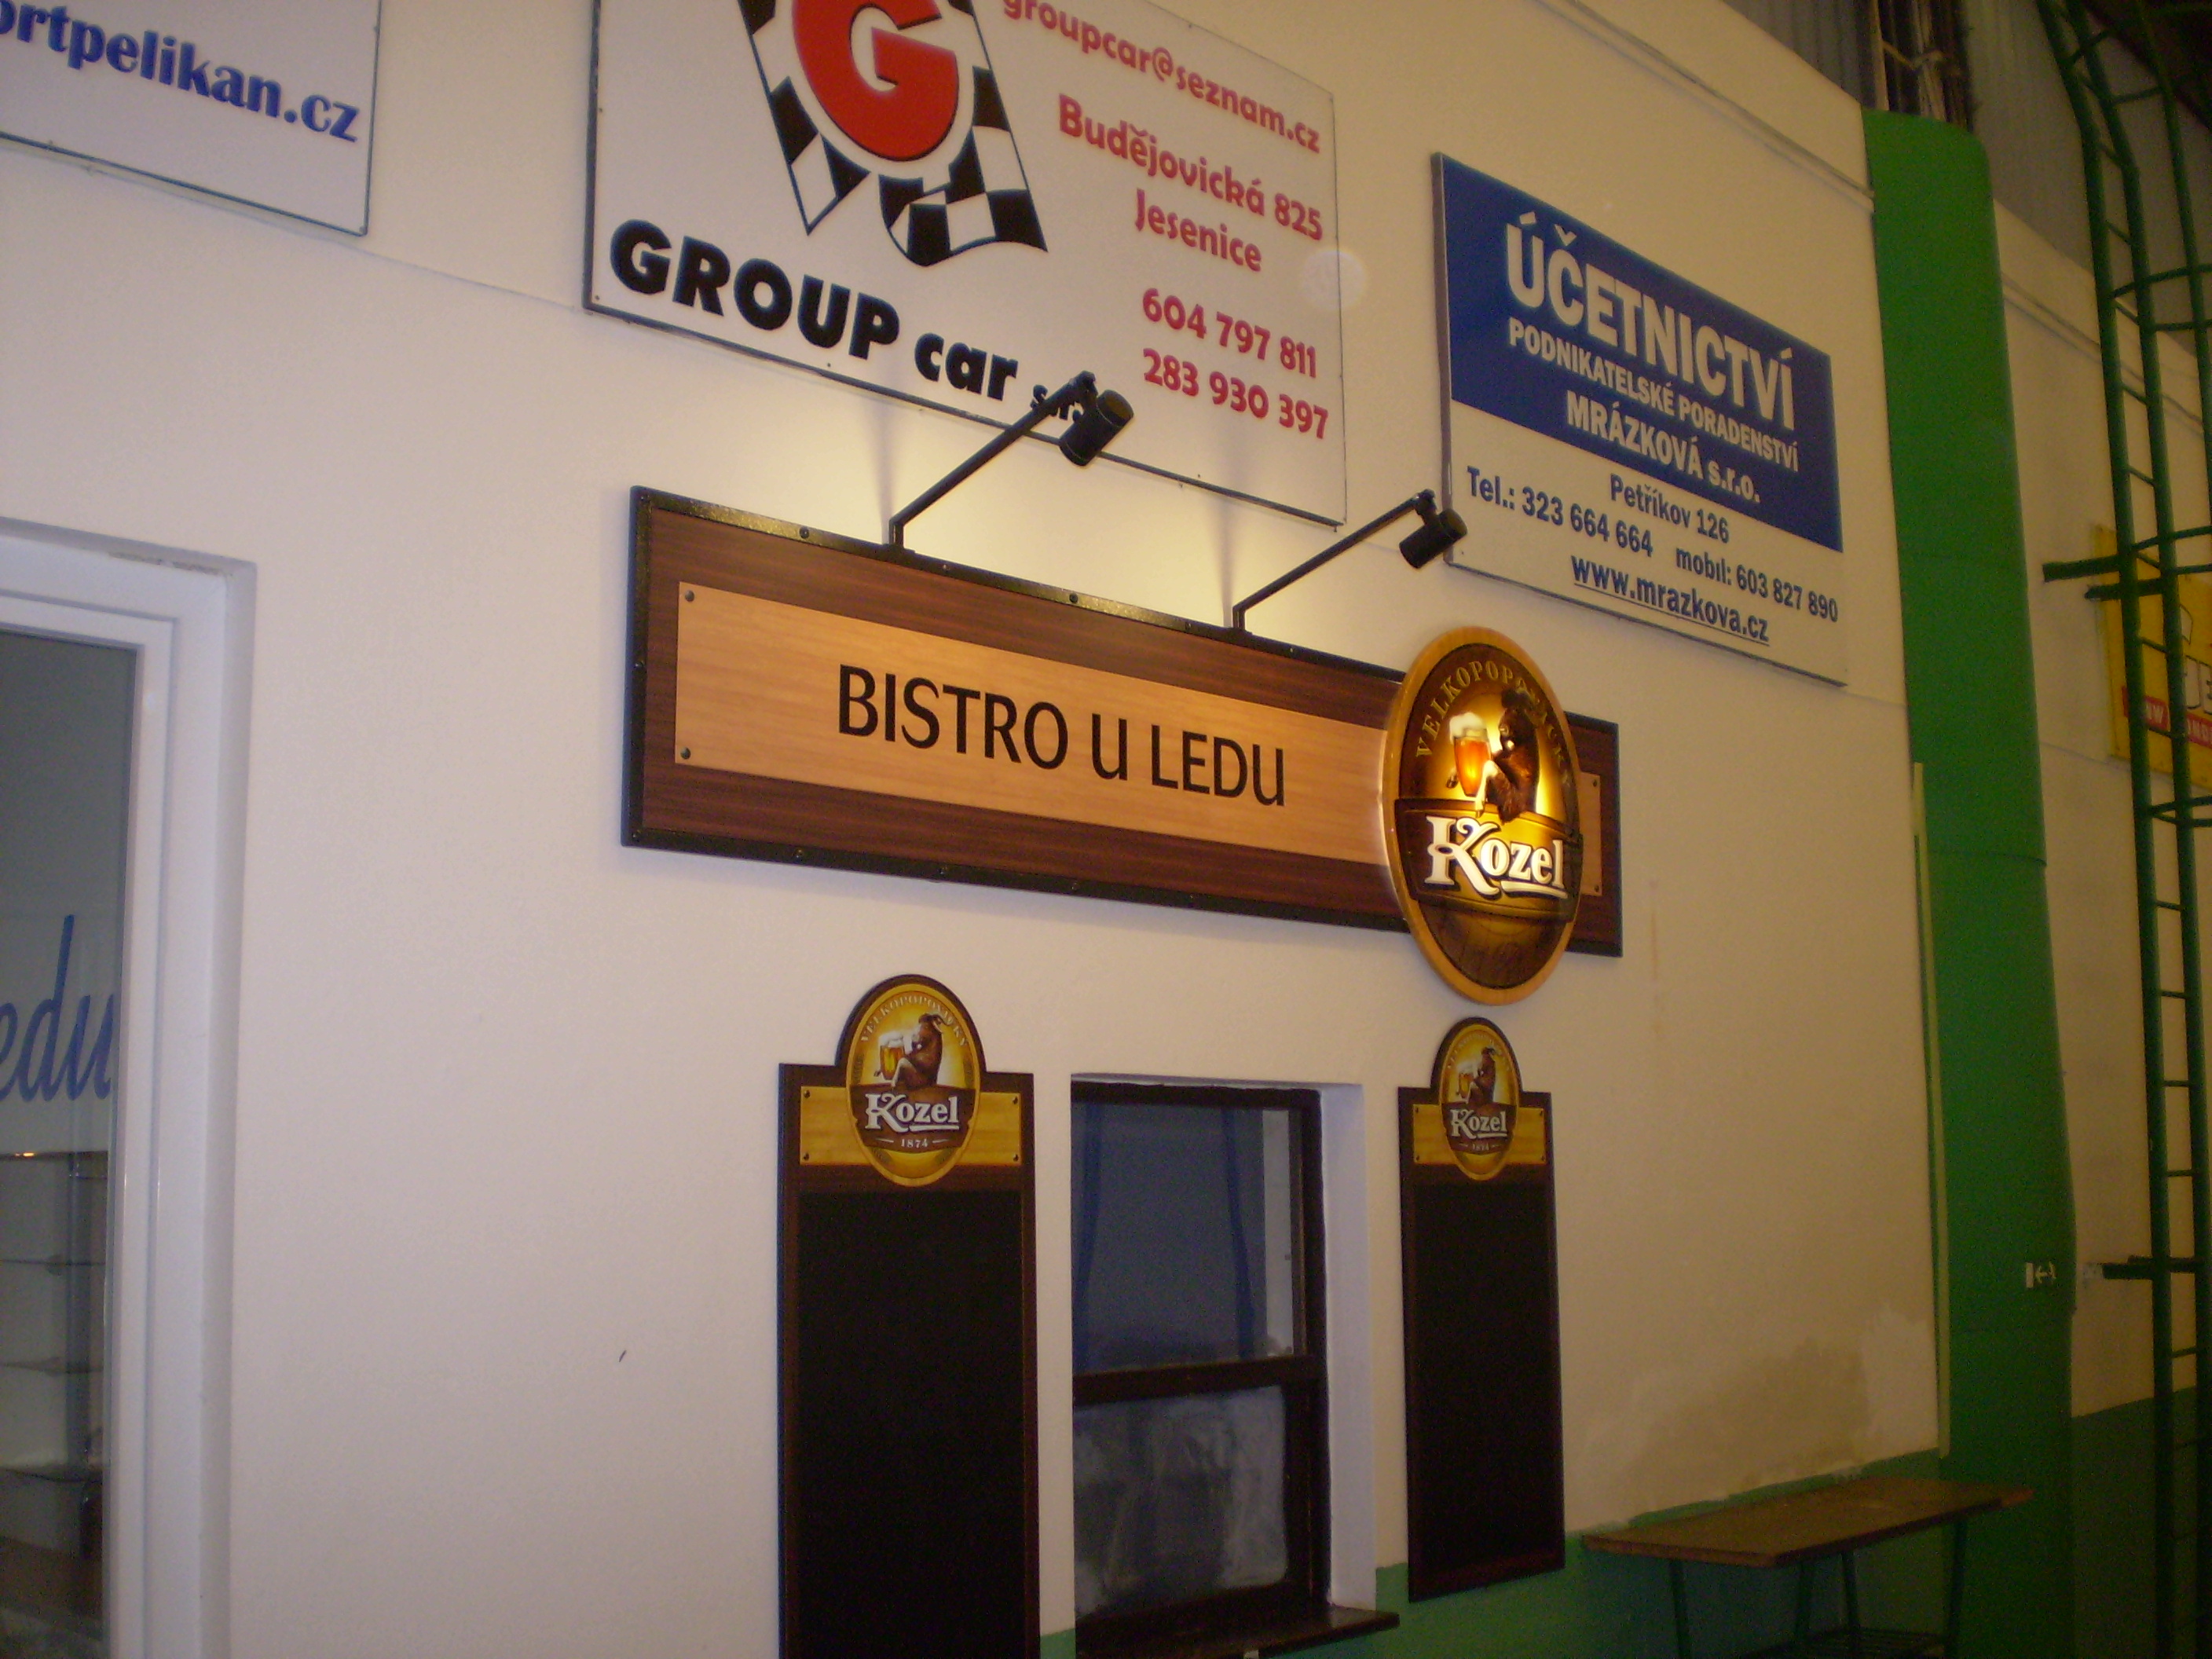 ortpelikan.cz
G
groupcar@seznam.cz
Budějovická 825
Jesenice
604 797 811
283 930 397
GROUP car
ÚČETNICTVÍ
PODNIKATELSKÉ PORADENSTVÍ
MRÁZKOVÁ s.r.o.
Petříkov 126
Tel.: 323 664 664 mobil: 603 827 890
www.mrazkova.cz
BISTRO U LEDU
VELKOPOPOVICKÝ
Kozel
edu
VELKOPOPOVICKÝ
Kozel
1874
Kozel
1874